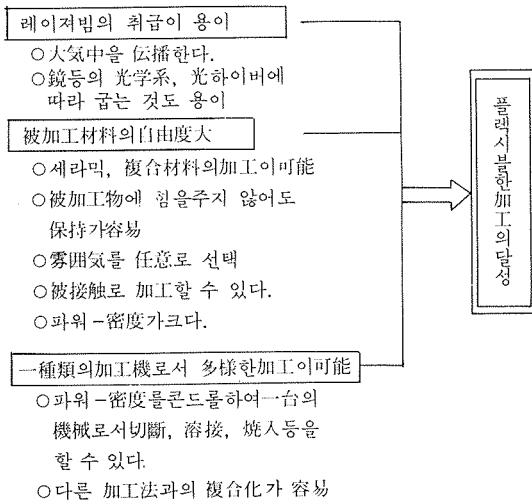 레이져빔의 취급이 용이
○大気中을 伝播한다.
○鏡등의 光学系, 光하이버에
따라 굽는 것도 용이
被加工材料의自由度大
○세라믹, 複合材料의加工이可能
○被加工物에 힘을주지 않어도
保持가容易
○雰囲気를 任意로 선택
○被接触로 加工할 수 있다.
○파워-密度가크다.
一種類의加工機로서 多様한加工이可能
○파워-密度를콘드롤하여一台의
機械로서切斷, 溶接, 焼入등을
할 수 있다.
○다른 加工法과의 複合化가 容易
플렉시블한加工의달성